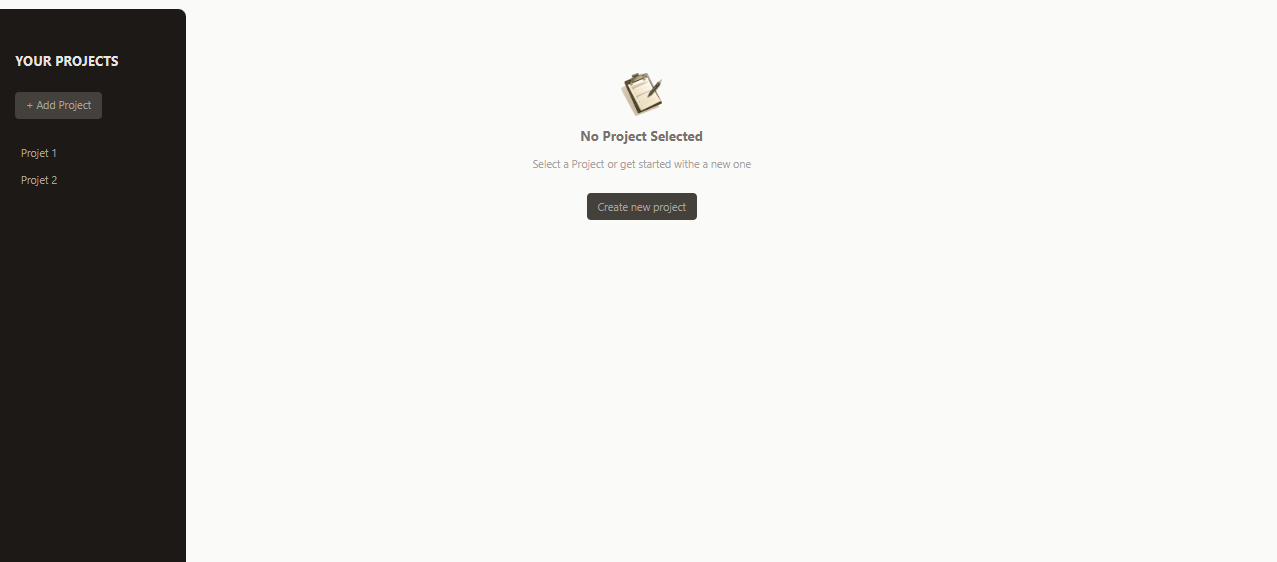 YOUR PROJECTS
+ Add Project
Projet 1
Projet 2
No Project Selected
Select a Project or get started withe a new one
Create new project